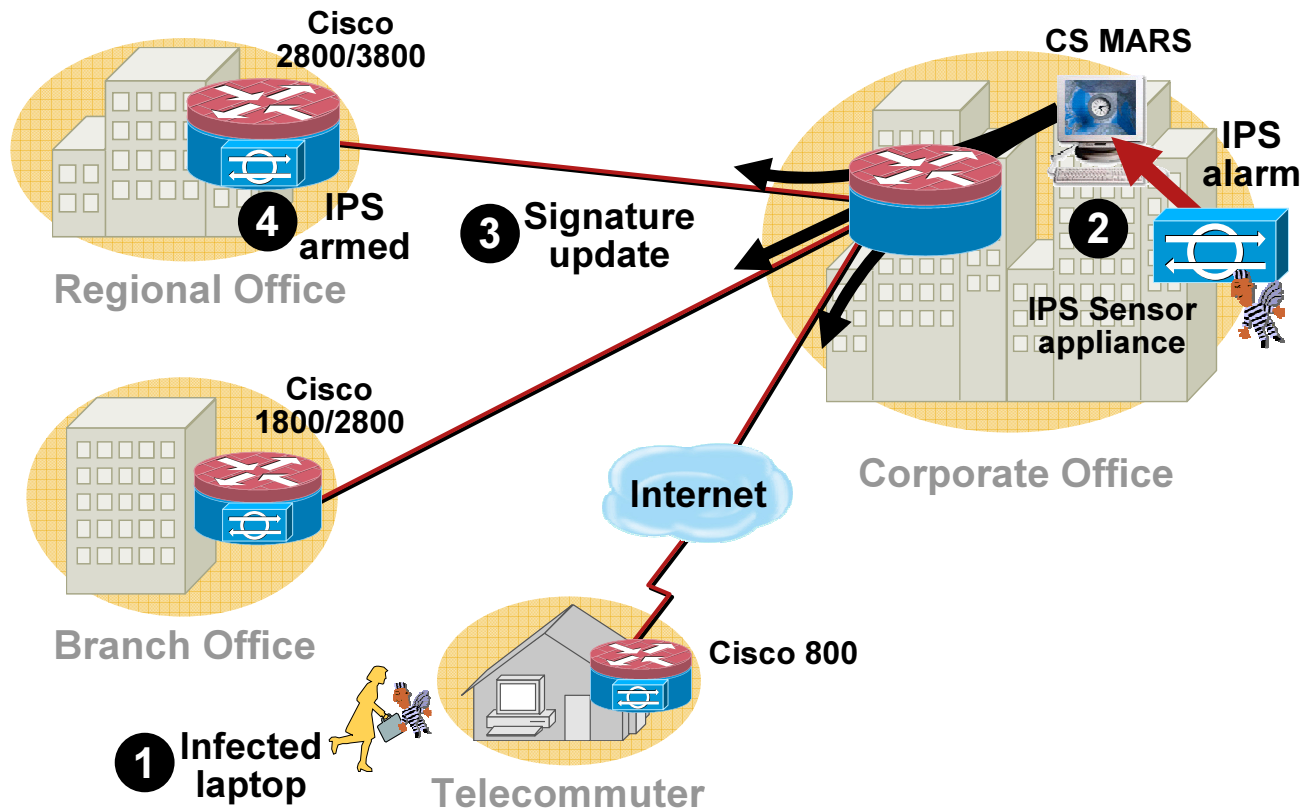 Cisco
2800/3800
CS MARS
IPS
alarm
4
IPS
armed
3
Signature
update
2
Regional Office
IPS Sensor
appliance
Cisco
1800/2800
Corporate Office
Internet
Branch Office
Cisco 800
1
Infected
laptop
Telecommuter